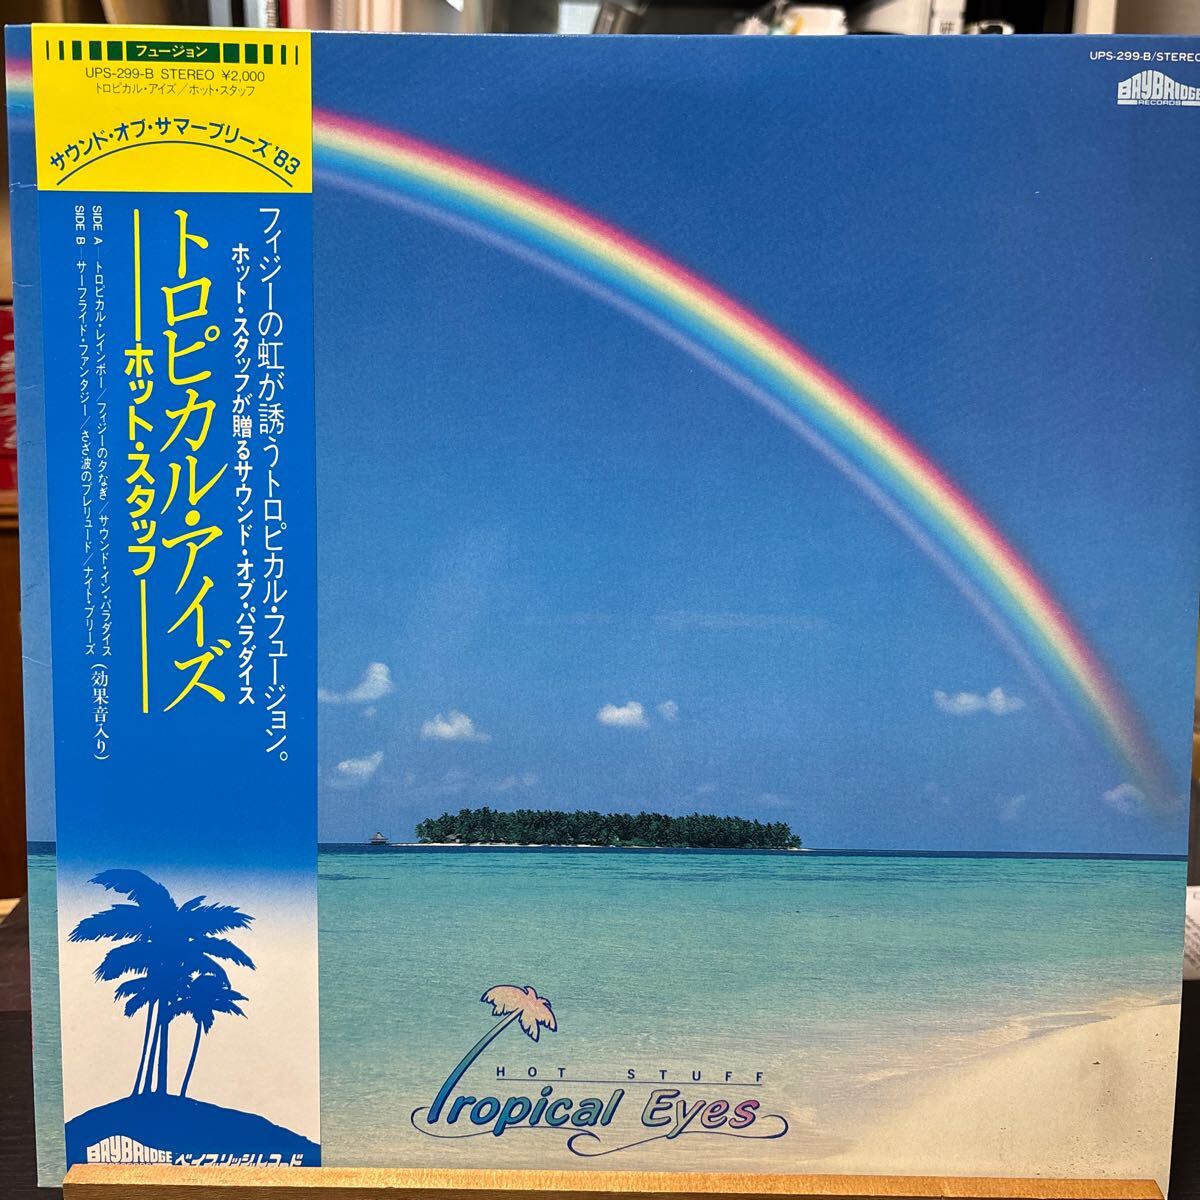 フュージョン
UPS-299-B STEREO ¥2,000
トロピカル・アイズ/ホット・スタッフ
サウンド・オブ・サマーブリーズ'83
フィジーの虹が誘うトロピカル・フュージョン。
ホット・スタッフが贈るサウンド・オブ・パラダイス
トロピカル・アイズ
ホット・スタッフ
SIDE A—トロピカル・レインボー/フィジーの夕なぎ/サウンド・イン・パラダイス
SIDE B—サーフライド・ファンタジー/さざ波のプレリュード/ナイト・ブリーズ
(効果音入り)
BAYBRIDGE ベイブリッジ・レコード
UPS-299-B/STEREO
BAYBRIDGE
RECORDS
HOT STUFF
Tropical Eyes